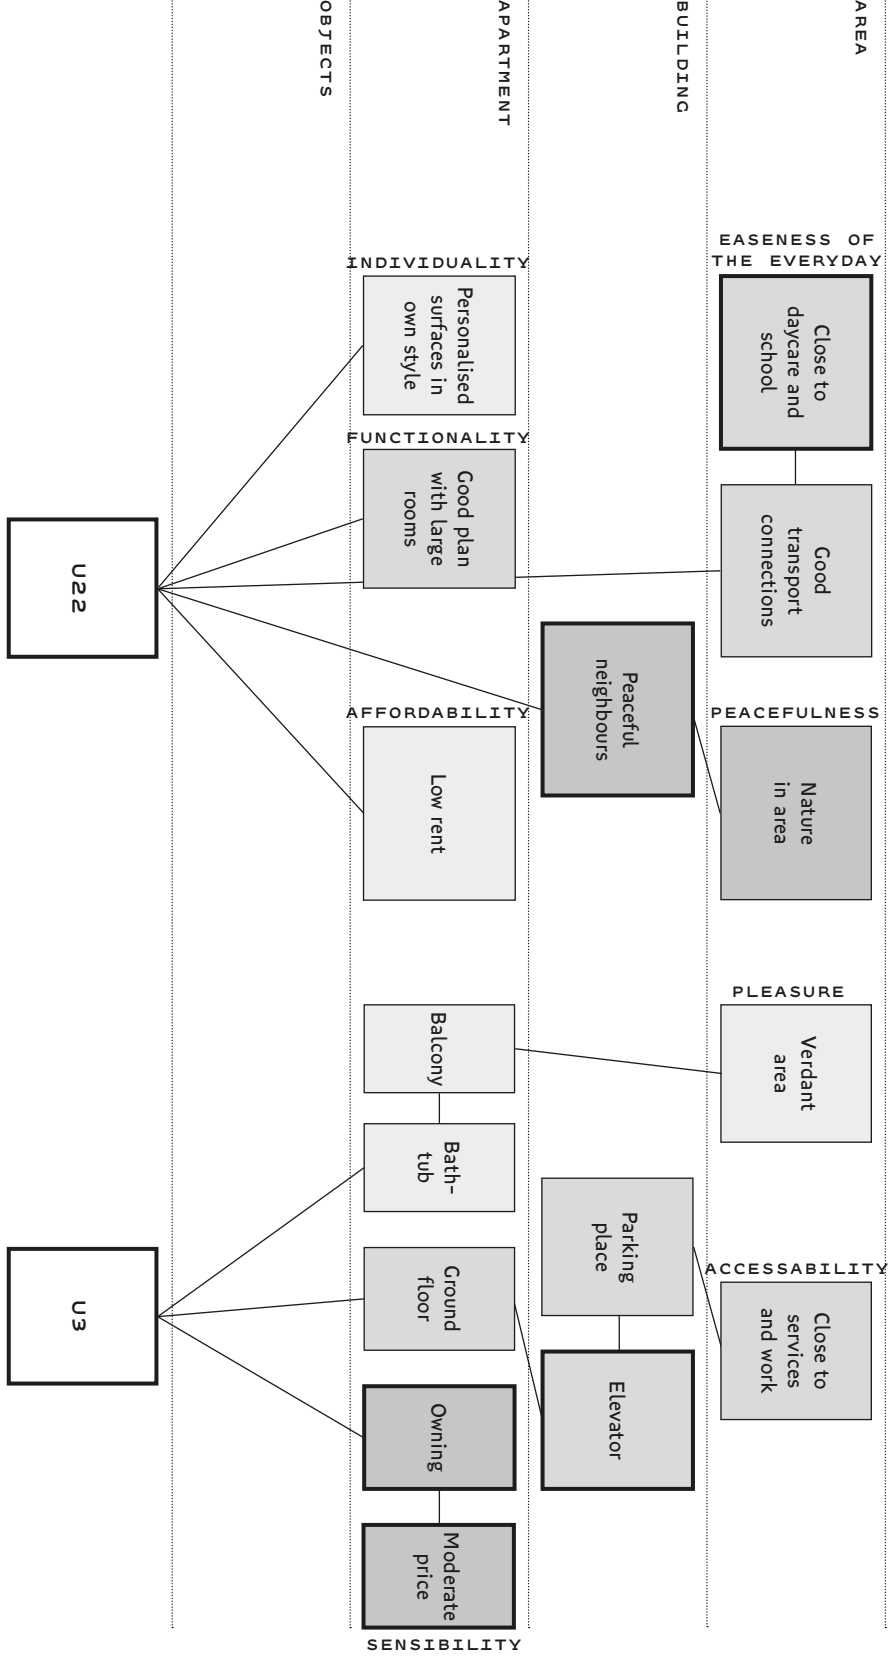 OBJECTS
APARTMENT
BUILDING
AREA
EASENESS OF
THE EVERYDAY
INDIVIDUALITY
Personalised
surfaces in
own style
Close to
daycare and
school
FUNCTIONALITY
Good plan
with large
rooms
Good
transport
connections
U22
Peaceful
neighbours
AFFORDABILITY
Low rent
PEACEFULNESS
Nature
in area
PLEASURE
Verdant
area
Balcony
Bath-
tub
Parking
place
ACCESSABILITY
Close to
services
and work
U3
Ground
floor
Elevator
Owning
Moderate
price
SENSIBILITY